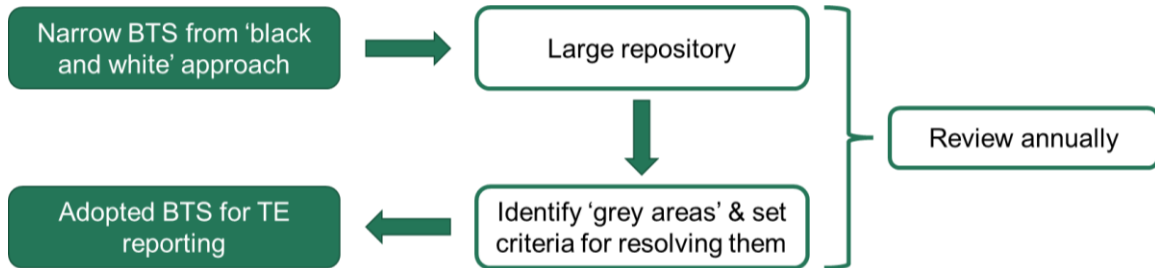 Narrow BTS from ‘black
and white’ approach
Large repository
Review annually
Identify ‘grey areas’ & set
criteria for resolving them
Adopted BTS for TE
reporting